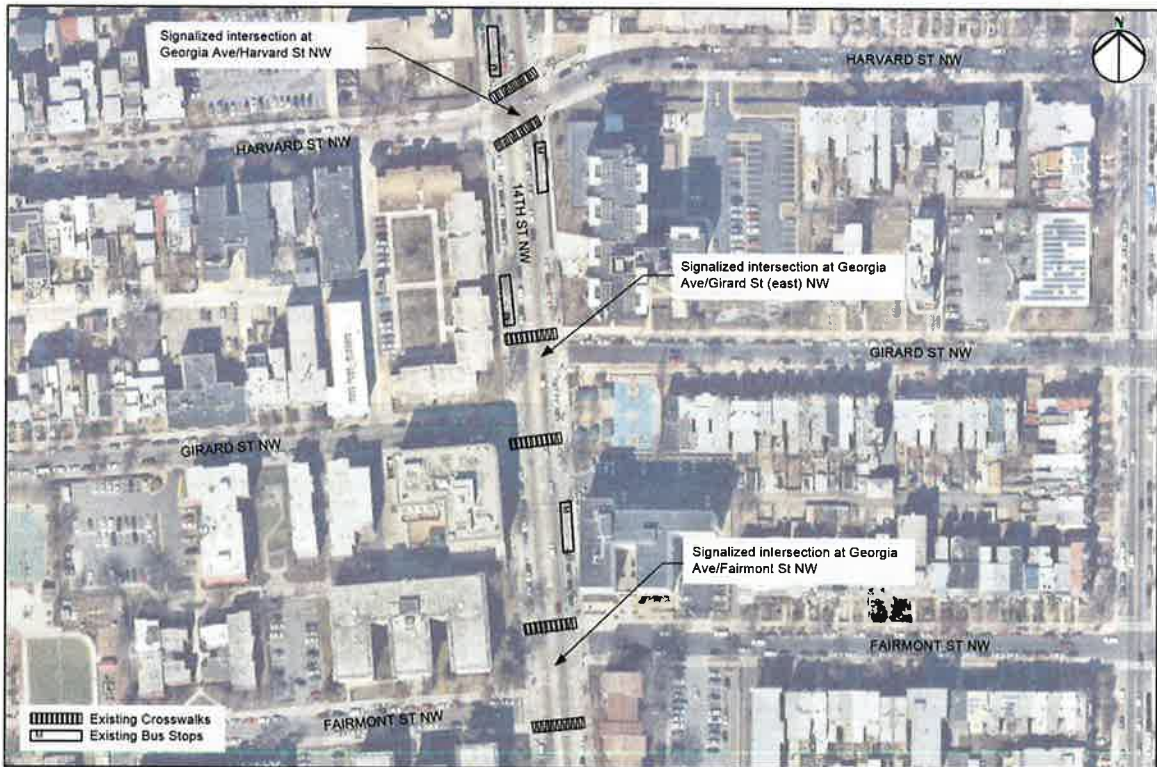 Signalized intersection at
Georgia Ave/Harvard St NW
N
HARVARD ST NW
HARVARD ST NW
14TH ST NW
Signalized intersection at Georgia
Ave/Girard St (east) NW
GIRARD ST NW
GIRARD ST NW
Signalized intersection at Georgia
Ave/Fairmont St NW
FAIRMONT ST NW
FAIRMONT ST NW
Existing Crosswalks
Existing Bus Stops